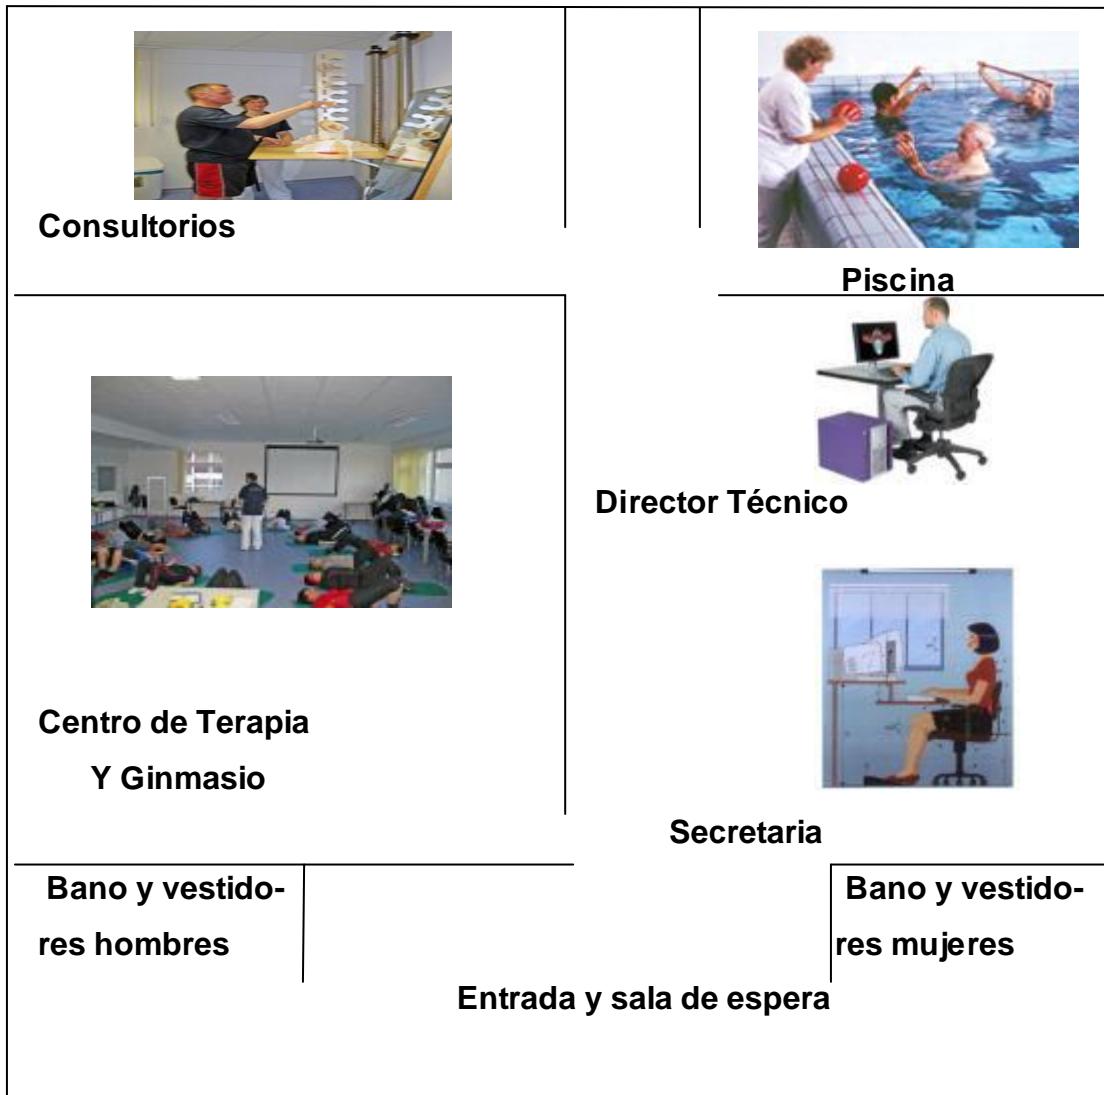 Consultorios
Piscina
Director Técnico
Centro de Terapia
Y Ginmasio
Secretaria
Bano y vestido-
res hombres
Bano y vestido-
res mujeres
Entrada y sala de espera